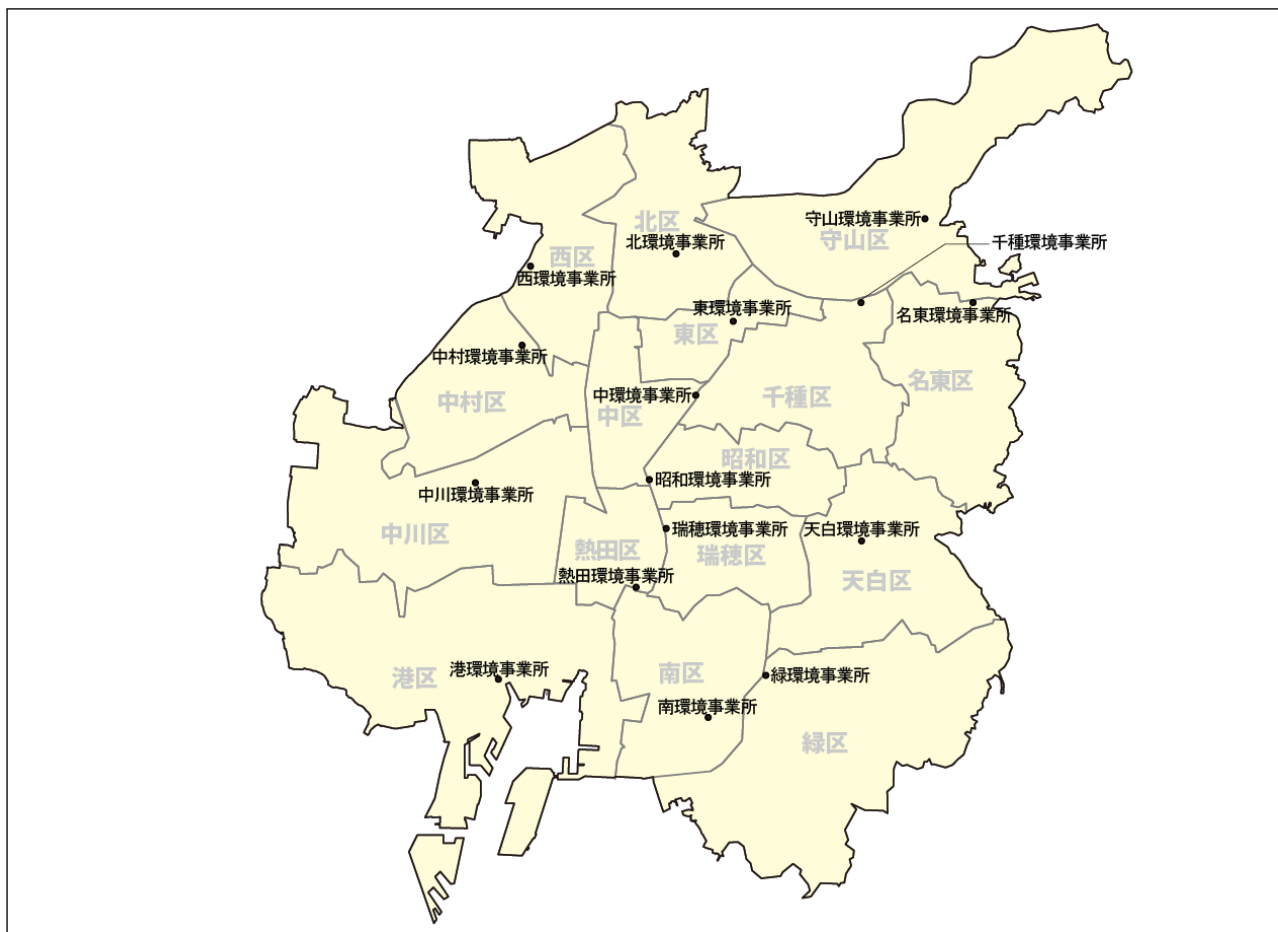 北区
守山環境事業所
守山区
北環境事業所
千種環境事業所
西区
西環境事業所
東環境事業所
名東環境事業所
東区
中村環境事業所
名東区
中環境事業所
千種区
中村区
中区
昭和区
昭和環境事業所
中川環境事業所
瑞穂環境事業所
天白環境事業所
中川区
熱田区
瑞穂区
熱田環境事業所
天白区
港環境事業所
港区
南区
緑環境事業所
南環境事業所
緑区